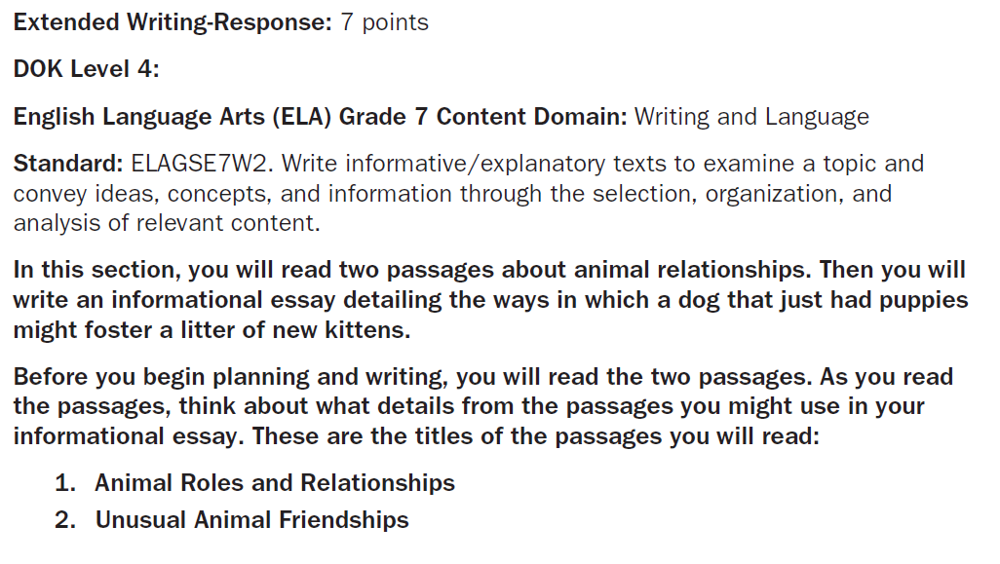 Extended Writing-Response: 7 points
DOK Level 4:
English Language Arts (ELA) Grade 7 Content Domain: Writing and Language
Standard: ELAGSE7W2. Write informative/explanatory texts to examine a topic and
convey ideas, concepts, and information through the selection, organization, and
analysis of relevant content.
In this section, you will read two passages about animal relationships. Then you will
write an informational essay detailing the ways in which a dog that just had puppies
might foster a litter of new kittens.
Before you begin planning and writing, you will read the two passages. As you read
the passages, think about what details from the passages you might use in your
informational essay. These are the titles of the passages you will read:
1. Animal Roles and Relationships
2. Unusual Animal Friendships